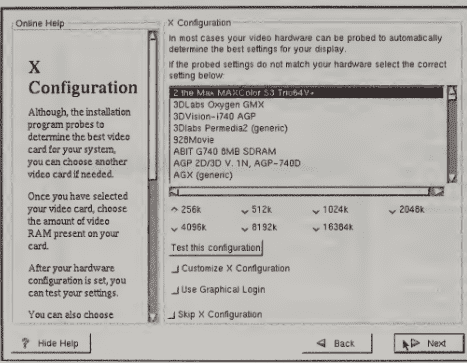 Online Help
X
Configuration
Although, the installation
program probes to
determine the best video
card for your system,
you can choose another
video card if needed.
Once you have selected
your video card, choose
the amount of video
RAM present on your
card.
After your hardware
configuration is set, you
can test your settings.
You can also choose
X Configuration
In most cases your video hardware can be probed to automatically
determine the best settings for your display.
If the probed settings do not match your hardware select the correct
setting below:
2 the Max MAXColor S3 Trio64V+
3DLabs Oxygen GMX
3DVision-i740 AGP
3Dlabs Permedia2 (generic)
928Movie
ABIT G740 8MB SDRAM
AGP 2D/3D V. 1N, AGP-740D
AGX (generic)
256k 512k 1024k 2048k
4096k 8192k 16384k
Test this configuration
Customize X Configuration
Use Graphical Login
Skip X Configuration
? Hide Help
Back
Next